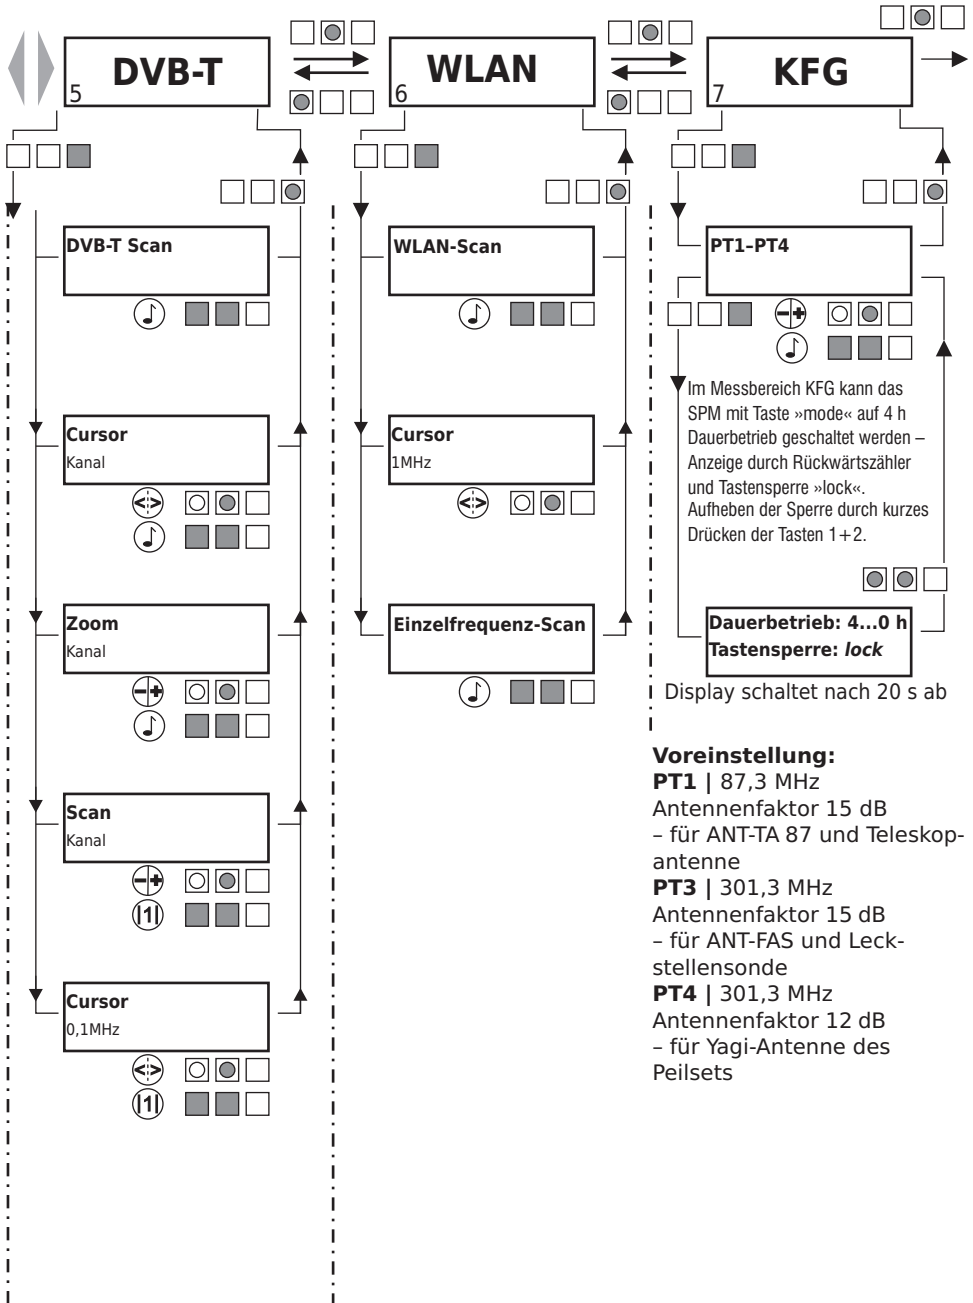 DVB-T
5
WLAN
6
KFG
7
DVB-T Scan
Cursor
Kanal
Zoom
Kanal
Scan
Kanal
|1|
Cursor
0,1MHz
|1|
WLAN-Scan
Cursor
1MHz
Einzelfrequenz-Scan
PT1–PT4
Im Messbereich KFG kann das
SPM mit Taste »mode« auf 4 h
Dauerbetrieb geschaltet werden –
Anzeige durch Rückwärtszähler
und Tastensperre »lock«.
Aufheben der Sperre durch kurzes
Drücken der Tasten 1+2.
Dauerbetrieb: 4...0 h
Tastensperre: lock
Display schaltet nach 20 s ab
Voreinstellung:
PT1 | 87,3 MHz
Antennenfaktor 15 dB
– für ANT-TA 87 und Teleskop-
antenne
PT3 | 301,3 MHz
Antennenfaktor 15 dB
– für ANT-FAS und Leck-
stellensonde
PT4 | 301,3 MHz
Antennenfaktor 12 dB
– für Yagi-Antenne des
Peilsets